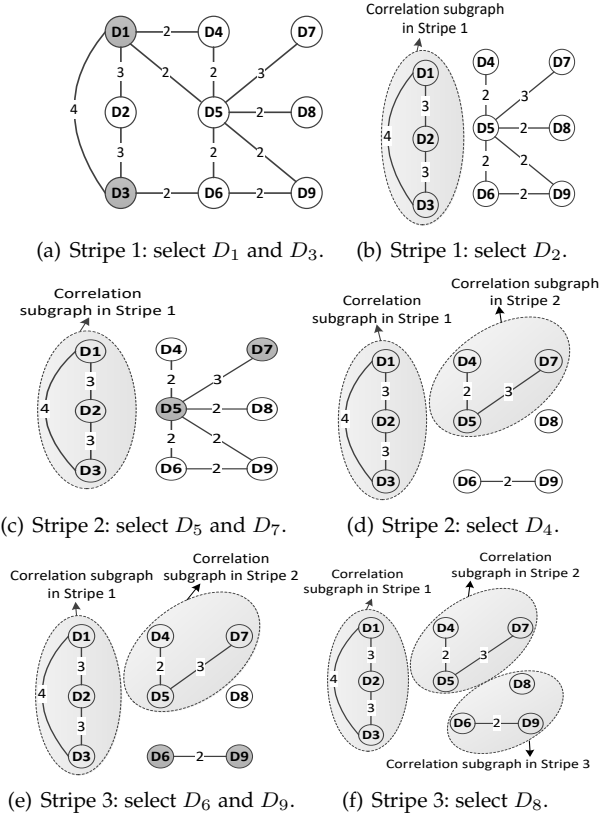 D1 2 D4 D7
3 2 2 3
4 D2 D5 2 D8
3 2 2
D3 2 D6 2 D9
(a) Stripe 1: select D1 and D3.
Correlation subgraph
in Stripe 1
D1 D4 D7
3 2 3
4 D2 D5 2 D8
3 2 2
D3 D6 2 D9
(b) Stripe 1: select D2.
Correlation
subgraph in Stripe 1
D1 D4 D7
3 2 3
4 D2 D5 2 D8
3 2 2
D3 D6 2 D9
(c) Stripe 2: select D5 and D7.
Correlation subgraph
in Stripe 2
Correlation
subgraph in Stripe 1
D1 D4 D7
3 2 3
4 D2 D5 D8
3
D3 D6 2 D9
(d) Stripe 2: select D4.
Correlation
subgraph in Stripe 2
Correlation subgraph
in Stripe 1
D1 D4 D7
3 2 3
4 D2 D5 D8
3
D3 D6 2 D9
(e) Stripe 3: select D6 and D9.
Correlation
subgraph in Stripe 2
Correlation
subgraph in Stripe 1
D1 D4 D7
3 2 3
4 D2 D5 D8
3 D6 2 D9
D3
Correlation subgraph in Stripe 3
(f) Stripe 3: select D8.